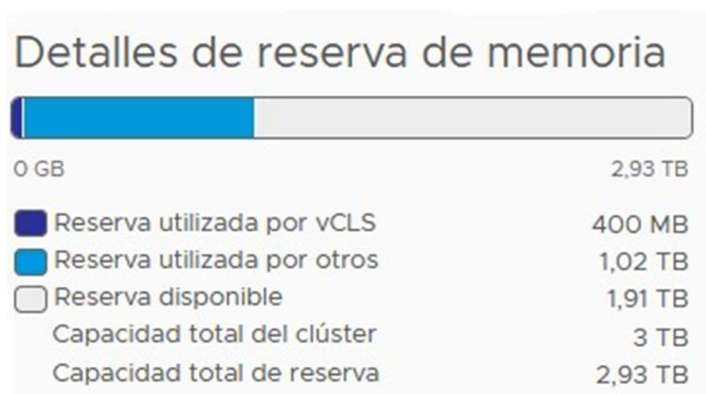 Detalles de reserva de memoria
0 GB 2,93 TB
Reserva utilizada por vCLS 400 MB
Reserva utilizada por otros 1,02 TB
Reserva disponible 1,91 TB
Capacidad total del clúster 3 TB
Capacidad total de reserva 2,93 TB